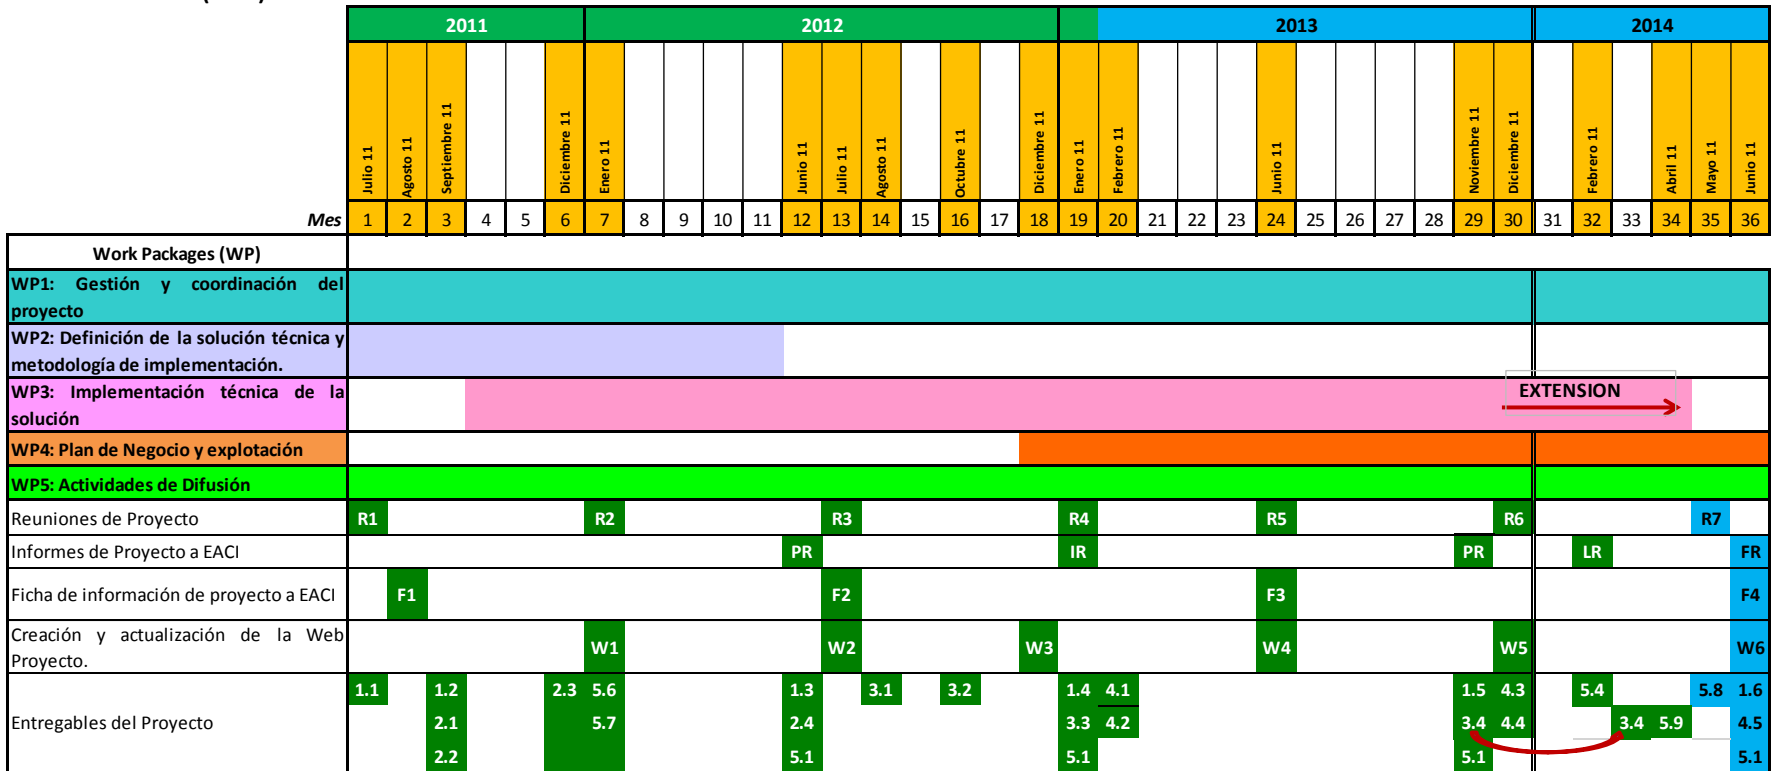 2011 2012 2013 2014
Julio 11 Agosto 11 Septiembre 11 Diciembre 11 Enero 11 Junio 11 Julio 11 Agosto 11 Octubre 11 Diciembre 11 Enero 11 Febrero 11 Junio 11 Noviembre 11 Diciembre 11 Febrero 11 Abril 11 Mayo 11 Junio 11
Mes 1 2 3 4 5 6 7 8 9 10 11 12 13 14 15 16 17 18 19 20 21 22 23 24 25 26 27 28 29 30 31 32 33 34 35 36
Work Packages (WP)
WP1: Gestión y coordinación del
proyecto
WP2: Definición de la solución técnica y
metodología de implementación.
WP3: Implementación técnica de la
solución
EXTENSION
WP4: Plan de Negocio y explotación
WP5: Actividades de Difusión
Reuniones de Proyecto R1 R2 R3 R4 R5 R6 R7
Informes de Proyecto a EACI PR IR PR LR FR
Ficha de información de proyecto a EACI F1 F2 F3 F4
Creación y actualización de la Web
Proyecto.
W1 W2 W3 W4 W5 W6
1.1 1.2 2.3 5.6 1.3 3.1 3.2 1.4 4.1 1.5 4.3 5.4 5.8 1.6
Entregables del Proyecto 2.1 5.7 2.4 3.3 4.2 3.4 4.4 3.4 5.9 4.5
2.2 5.1 5.1 5.1 5.1